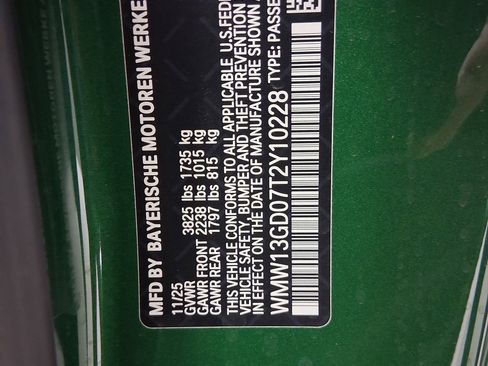 MFD BY BAYERISCHE MOTOREN WERKE
11/25
GVWR 3825 lbs 1735 kg
GAWR FRONT 2238 lbs 1015 kg
GAWR REAR 1797 lbs 815 kg
THIS VEHICLE CONFORMS TO ALL APPLICABLE U.S. FEDE
VEHICLE SAFETY, BUMPER AND THEFT PREVENTION
IN EFFECT ON THE DATE OF MANUFACTURE SHOWN
WMW13GD07T2Y10228 TYPE: PASSE